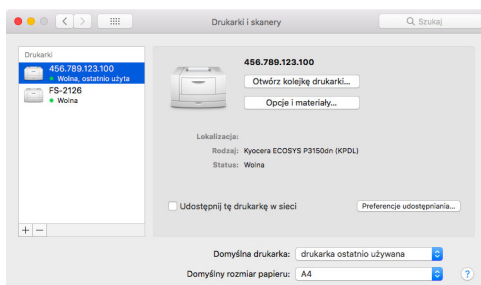 Drukarki i skanery
Szukaj
Drukarki
456.789.123.100
Wolna, ostatnio użyta
FS-2126
Wolna
456.789.123.100
Otwórz kolejkę drukarki...
Opcje i materiały...
Lokalizacja:
Rodzaj: Kyocera ECOSYS P3150dn (KPDL)
Status: Wolna
Udostępnij tę drukarkę w sieci
Preferencje udostępniania...
+ −
Domyślna drukarka: drukarka ostatnio używana
Domyślny rozmiar papieru: A4
?